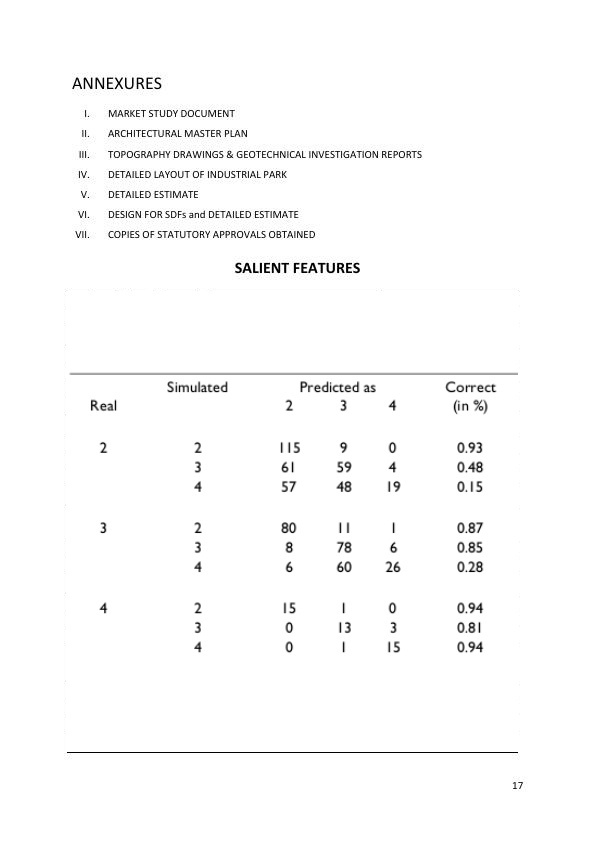 ANNEXURES
I. MARKET STUDY DOCUMENT
II. ARCHITECTURAL MASTER PLAN
III. TOPOGRAPHY DRAWINGS & GEOTECHNICAL INVESTIGATION REPORTS
IV. DETAILED LAYOUT OF INDUSTRIAL PARK
V. DETAILED ESTIMATE
VI. DESIGN FOR SDFs and DETAILED ESTIMATE
VII. COPIES OF STATUTORY APPROVALS OBTAINED
SALIENT FEATURES
Simulated Predicted as Correct
Real 2 3 4 (in %)
2 2 115 9 0 0.93
3 61 59 4 0.48
4 57 48 19 0.15
3 2 80 11 1 0.87
3 8 78 6 0.85
4 6 60 26 0.28
4 2 15 1 0 0.94
3 0 13 3 0.81
4 0 1 15 0.94
17